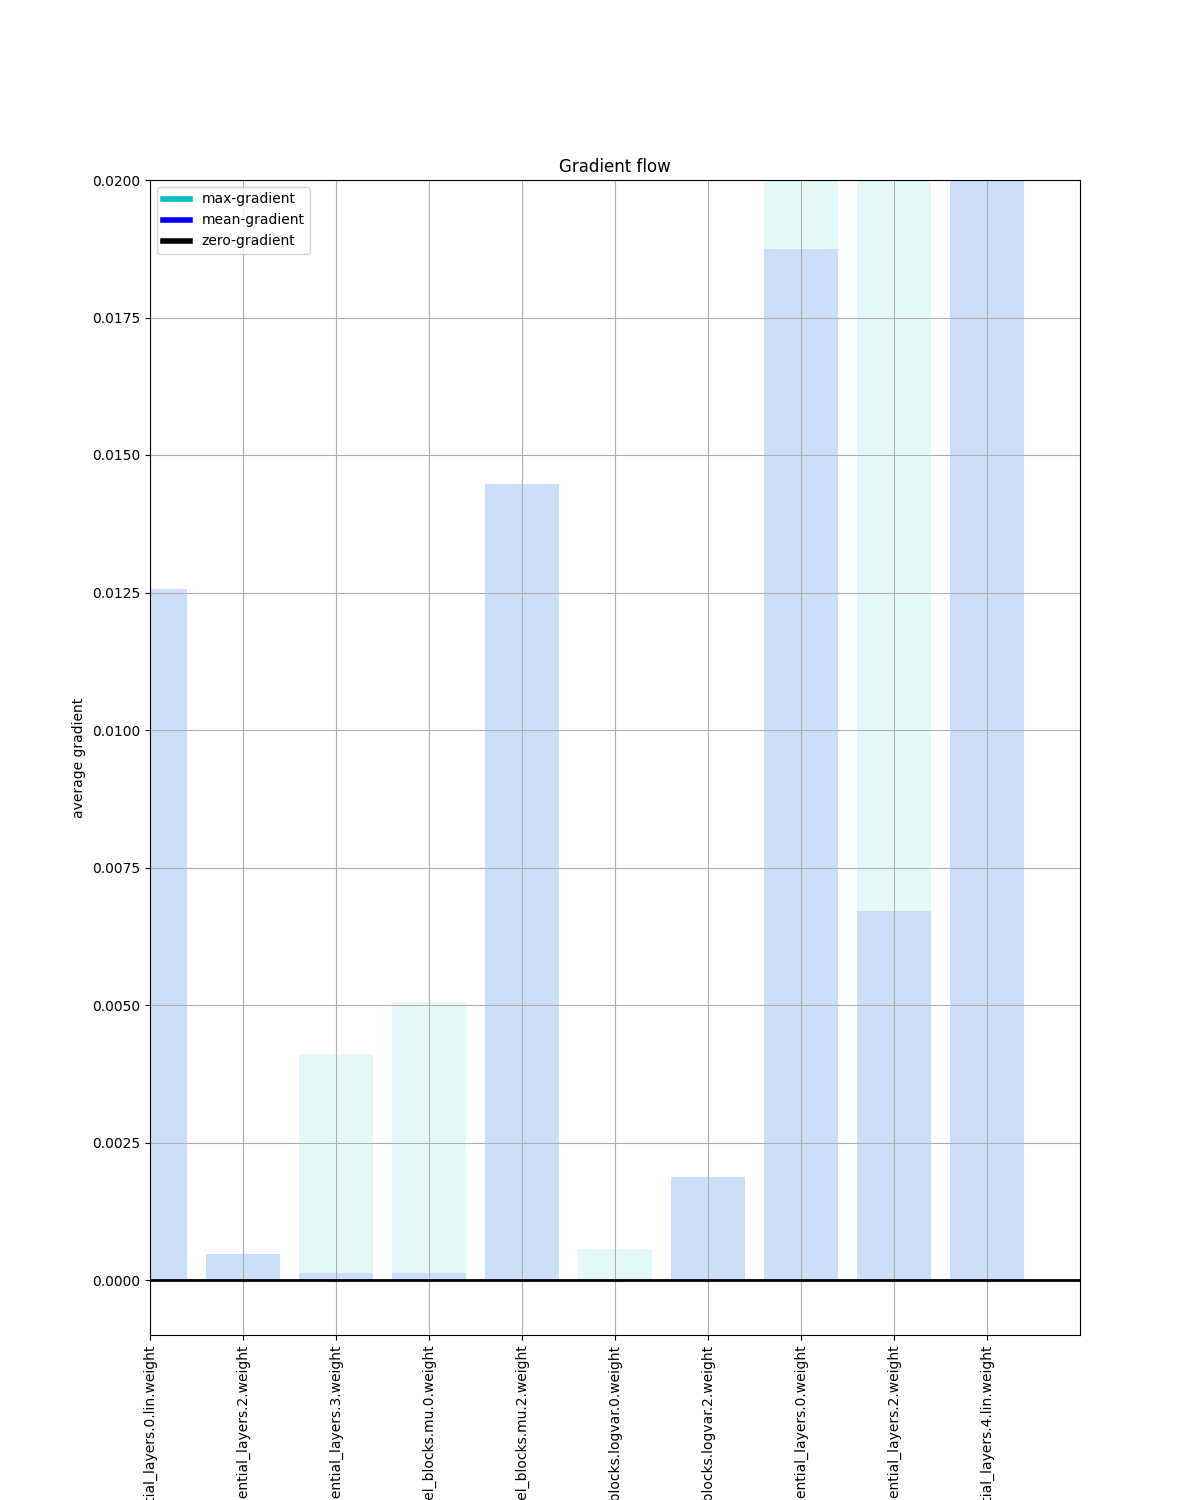 Gradient flow
max-gradient
mean-gradient
zero-gradient
0.0200
0.0175
0.0150
0.0125
0.0100
0.0075
0.0050
0.0025
0.0000
average gradient
tial_layers.0.lin.weight
ential_layers.2.weight
ential_layers.3.weight
el_blocks.mu.0.weight
el_blocks.mu.2.weight
blocks.logvar.0.weight
blocks.logvar.2.weight
ential_layers.0.weight
ential_layers.2.weight
tial_layers.4.lin.weight